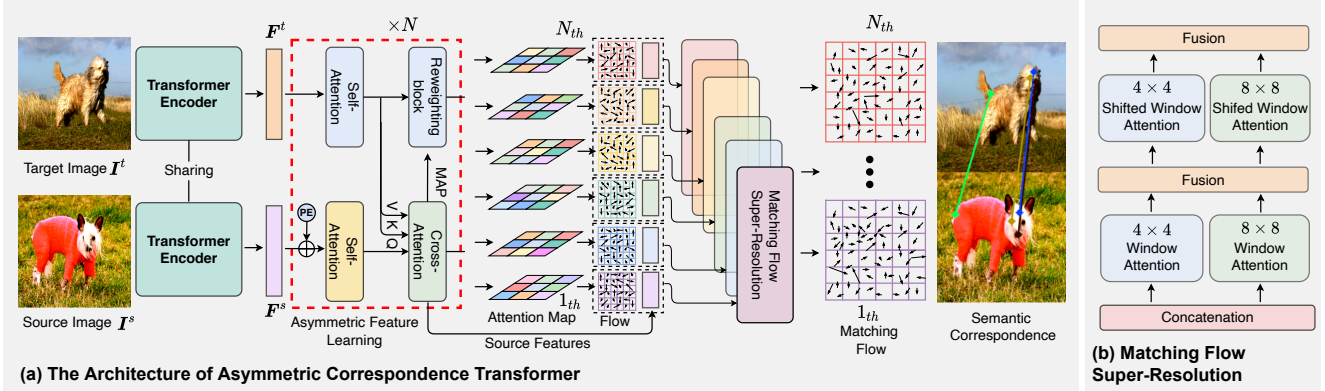 F^t
× N
N_th
N_th
Transformer
Encoder
Self-
Attention
Reweighting
block
Target Image I^t
Sharing
MAP
PE
V
K
Q
Transformer
Encoder
Self-
Attention
Cross-
Attention
Matching Flow
Super-Resolution
F^s
Source Image I^s
Asymmetric Feature
Learning
1_th
Attention Map
Flow
Source Features
1_th
Matching
Flow
Semantic
Correspondence
(a) The Architecture of Asymmetric Correspondence Transformer
Fusion
4 × 4
Shifted Window
Attention
8 × 8
Shifed Window
Attention
Fusion
4 × 4
Window
Attention
8 × 8
Window
Attention
Concatenation
(b) Matching Flow
Super-Resolution